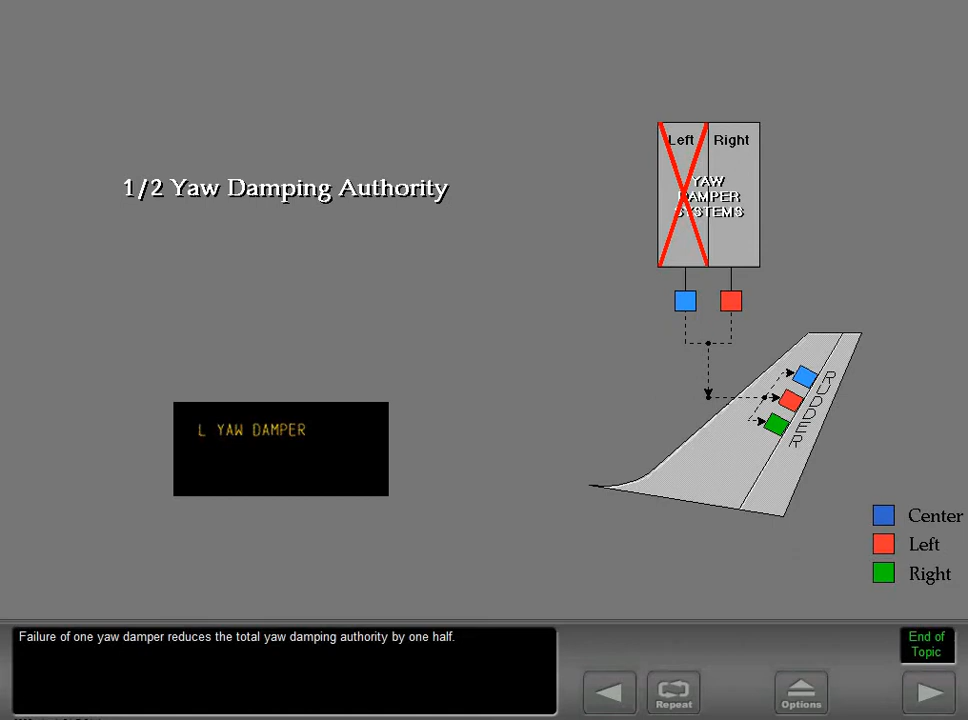 Left Right
YAW
DAMPER
SYSTEMS
1/2 Yaw Damping Authority
RUDDER
L YAW DAMPER
Center
Left
Right
Failure of one yaw damper reduces the total yaw damping authority by one half.
End of
Topic
Repeat
Options